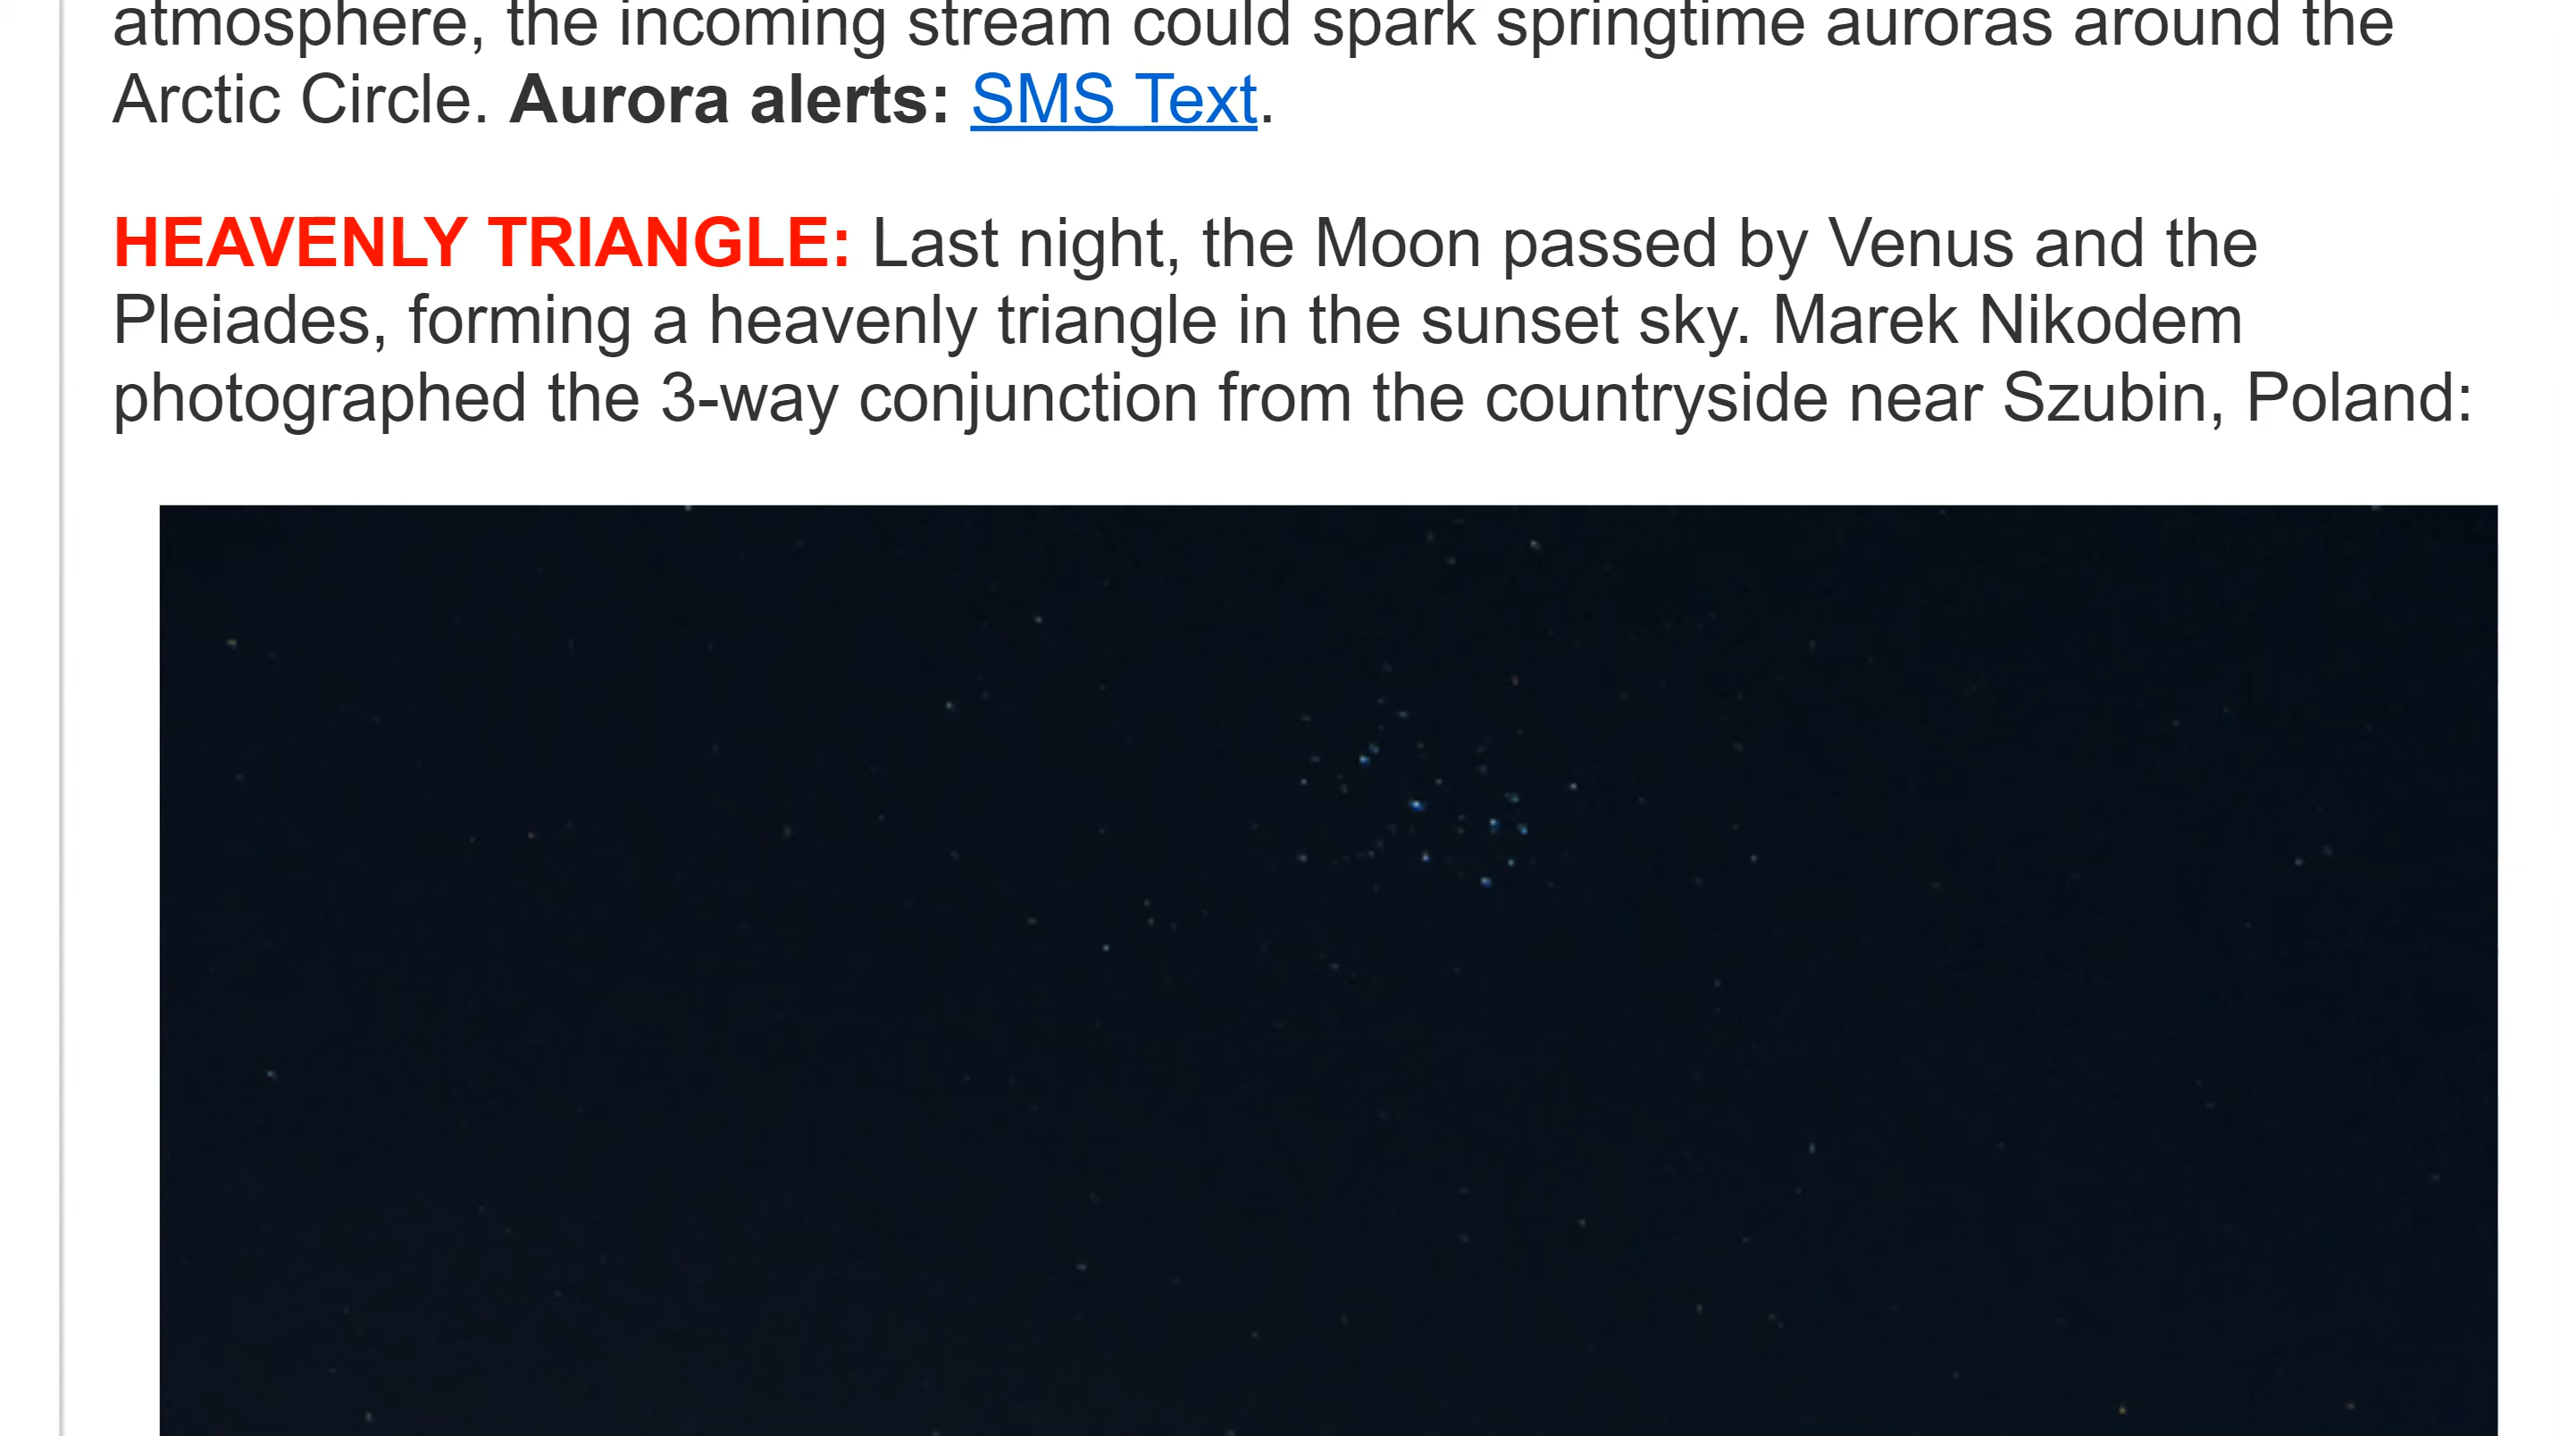 atmosphere, the incoming stream could spark springtime auroras around the
Arctic Circle. Aurora alerts: SMS Text.
HEAVENLY TRIANGLE: Last night, the Moon passed by Venus and the
Pleiades, forming a heavenly triangle in the sunset sky. Marek Nikodem
photographed the 3-way conjunction from the countryside near Szubin, Poland: